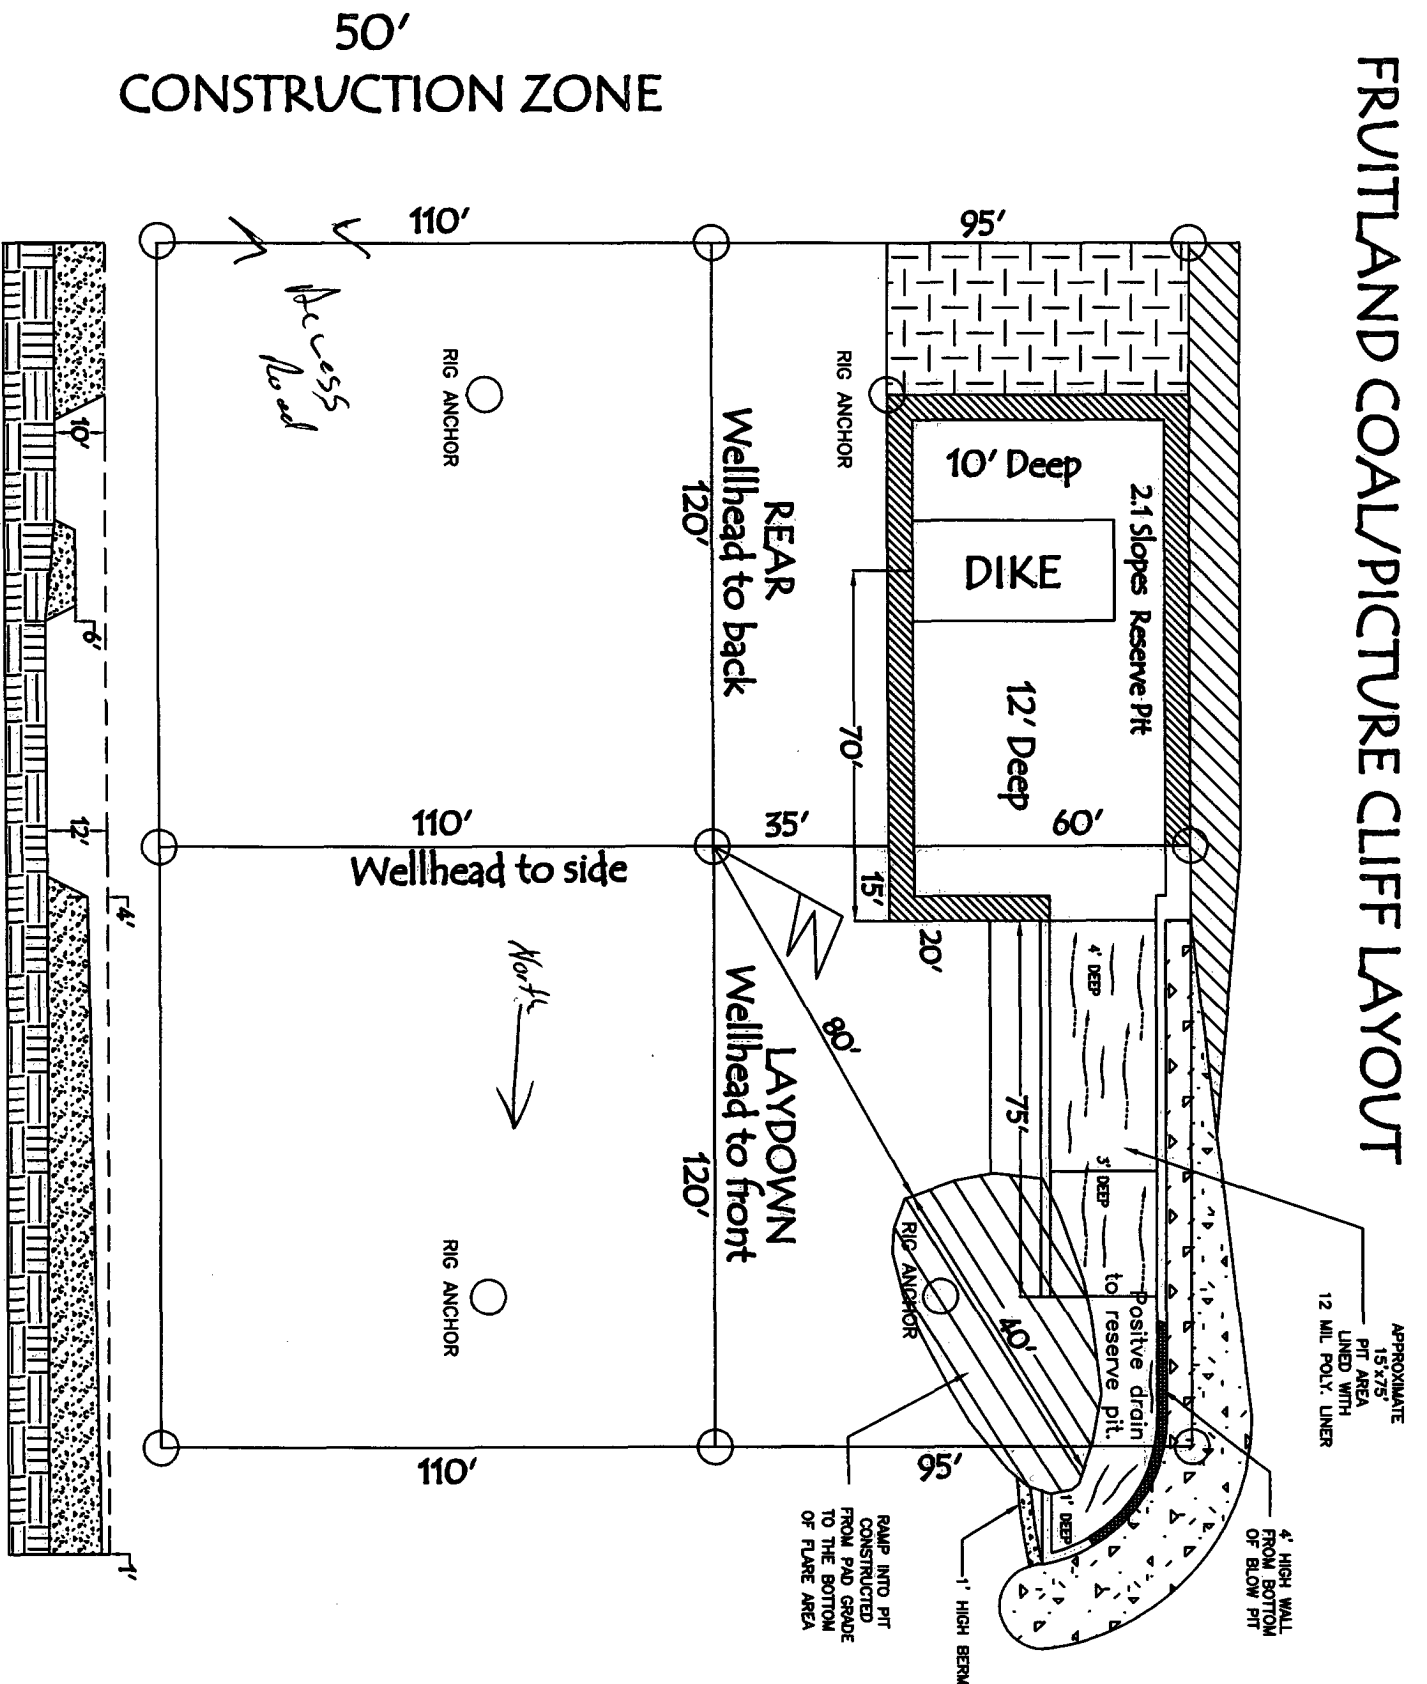 FRUITLAND COAL/PICTURE CLIFF LAYOUT
50'
CONSTRUCTION ZONE
110'
95'
Access
Road
RIG ANCHOR
RIG ANCHOR
REAR
Wellhead to back
120'
10' Deep
DIKE
2.1 Slopes Reserve Pit
12' Deep
70'
15'
20'
35'
60'
110'
Wellhead to side
North
80'
LAYDOWN
Wellhead to front
120'
4' DEEP
75'
3' DEEP
Positve drain
to reserve pit.
40'
RIG ANCHOR
RIG ANCHOR
1' DEEP
110'
95'
APPROXIMATE
15'x75'
PIT AREA
LINED WITH
12 MIL POLY. LINER
4' HIGH WALL
FROM BOTTOM
OF BLOW PIT
1' HIGH BERM
RAMP INTO PIT
CONSTRUCTED
FROM PAD GRADE
TO THE BOTTOM
OF FLARE AREA
10'
6'
12'
4'
1'